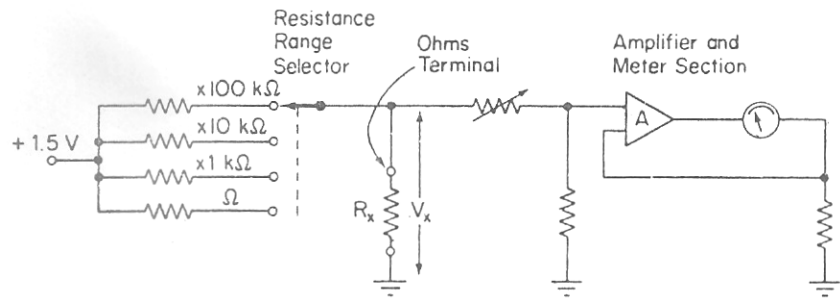 Resistance
Range
Selector
Ohms
Terminal
Amplifier and
Meter Section
x100 kΩ
+1.5 V
x10 kΩ
x1 kΩ
Ω
Rx
Vx
A